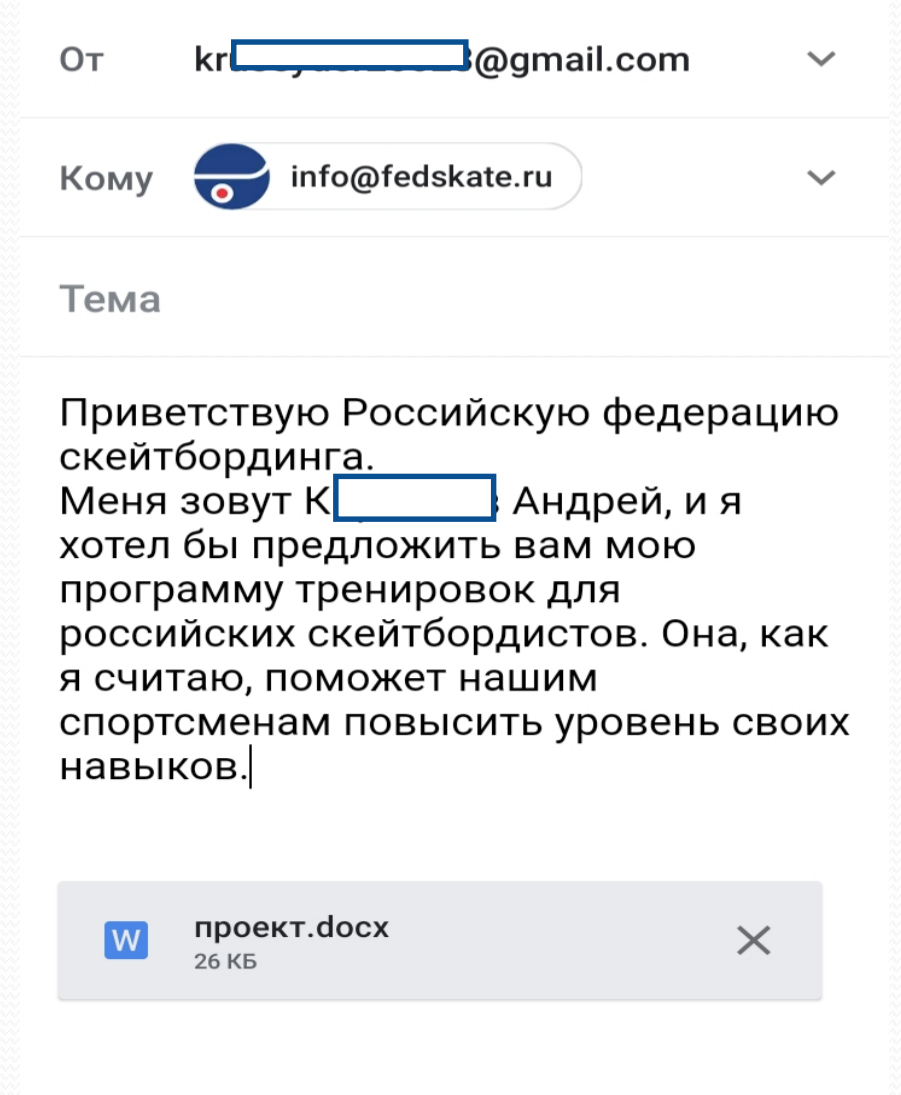 От kr @gmail.com
Кому info@fedskate.ru
Тема
Приветствую Российскую федерацию
скейтбординга.
Меня зовут К Андрей, и я
хотел бы предложить вам мою
программу тренировок для
российских скейтбордистов. Она, как
я считаю, поможет нашим
спортсменам повысить уровень своих
навыков.
W проект.docx
26 КБ